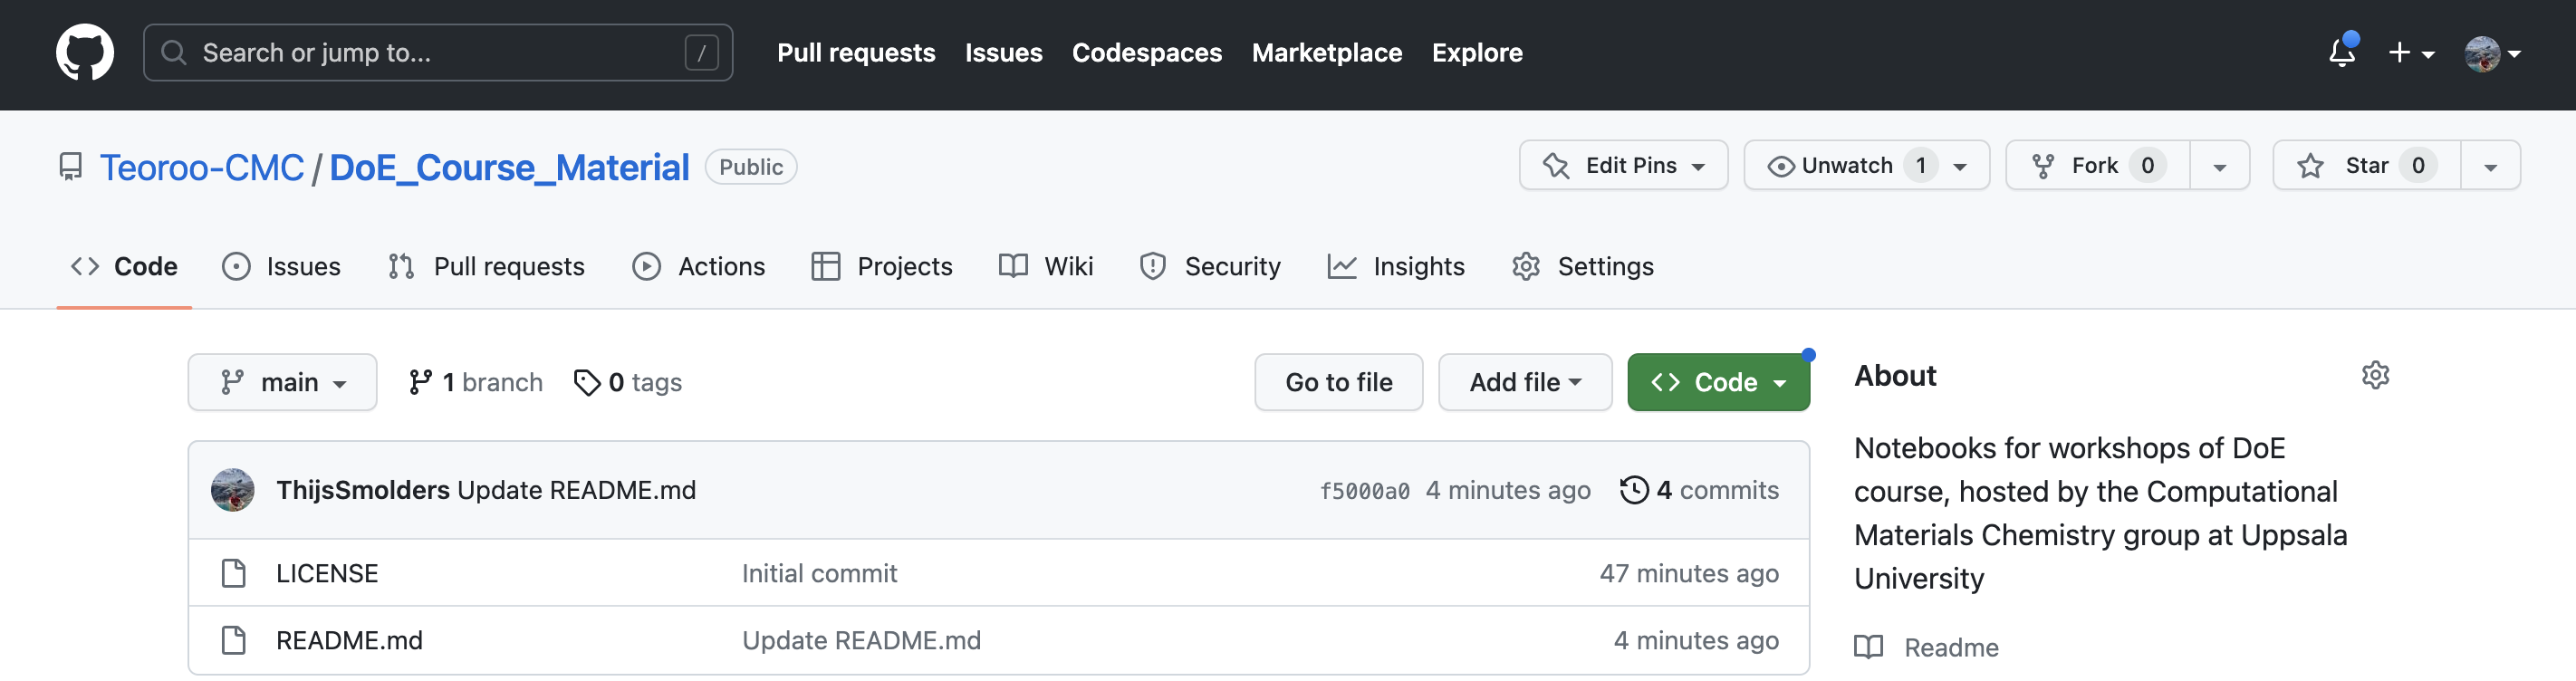 Search or jump to... / Pull requests Issues Codespaces Marketplace Explore
Teoroo-CMC / DoE_Course_Material Public Edit Pins Unwatch 1 Fork 0 Star 0
Code Issues Pull requests Actions Projects Wiki Security Insights Settings
main 1 branch 0 tags Go to file Add file Code
About
ThijsSmolders Update README.md f5000a0 4 minutes ago 4 commits
LICENSE Initial commit 47 minutes ago
README.md Update README.md 4 minutes ago
Notebooks for workshops of DoE
course, hosted by the Computational
Materials Chemistry group at Uppsala
University
Readme